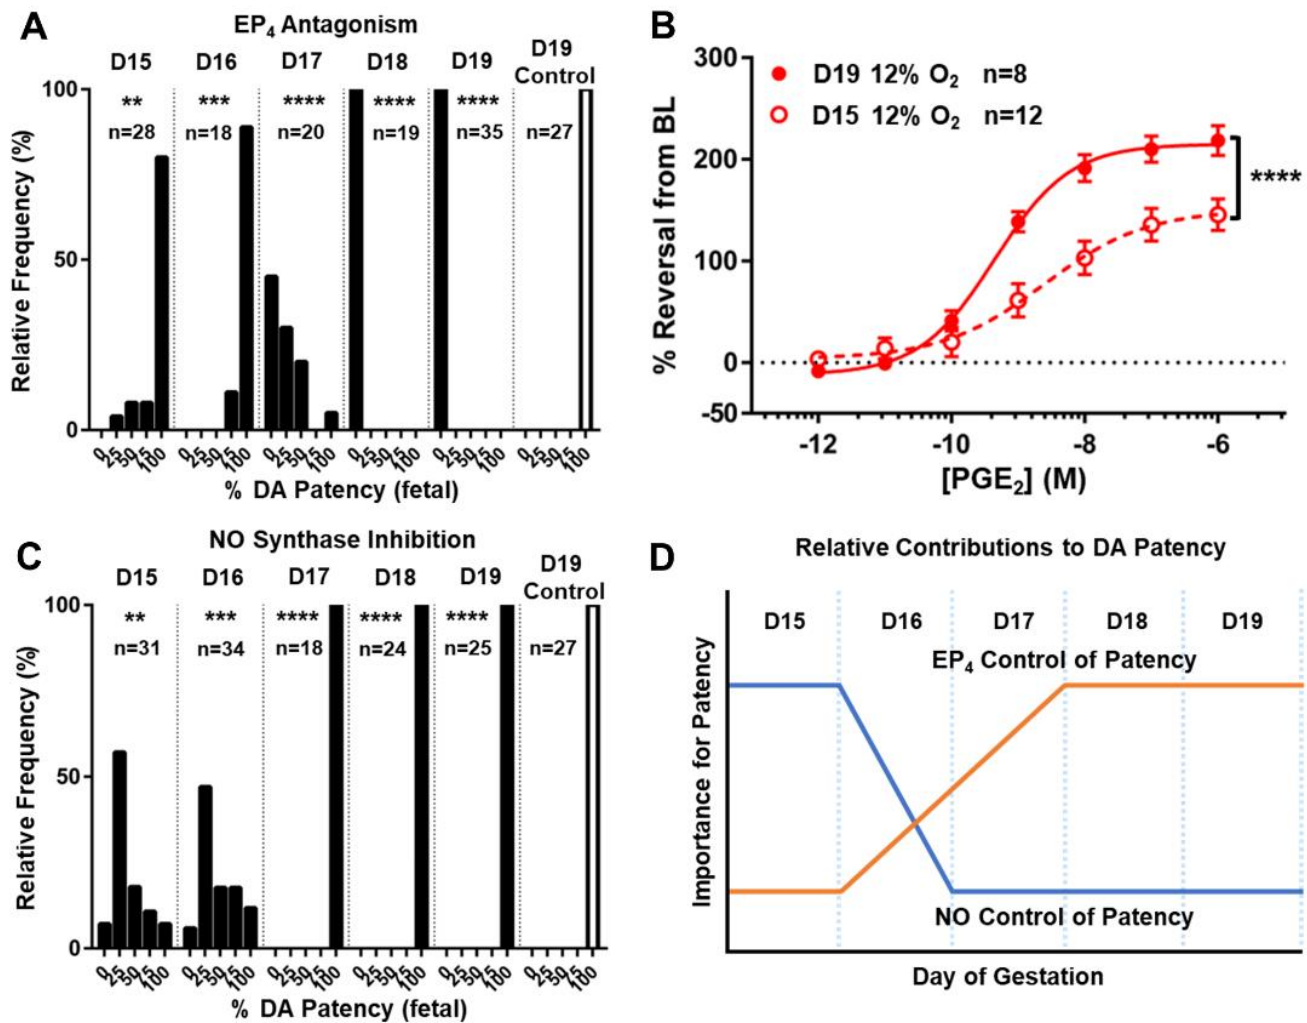 A
EP₄ Antagonism
D15 D16 D17 D18 D19 D19 Control
** *** **** **** ****
n=28 n=18 n=20 n=19 n=35 n=27
100
50
0
Relative Frequency (%)
0 25 50 75 100 0 25 50 75 100 0 25 50 75 100 0 25 50 75 100 0 25 50 75 100 0 25 50 75 100
% DA Patency (fetal)
B
300
200
100
0
-50
% Reversal from BL
D19 12% O₂ n=8
D15 12% O₂ n=12
****
-12 -10 -8 -6
[PGE₂] (M)
C
NO Synthase Inhibition
D15 D16 D17 D18 D19 D19 Control
** *** **** **** ****
n=31 n=34 n=18 n=24 n=25 n=27
100
50
0
Relative Frequency (%)
0 25 50 75 100 0 25 50 75 100 0 25 50 75 100 0 25 50 75 100 0 25 50 75 100 0 25 50 75 100
% DA Patency (fetal)
D
Relative Contributions to DA Patency
D15 D16 D17 D18 D19
EP₄ Control of Patency
NO Control of Patency
Importance for Patency
Day of Gestation